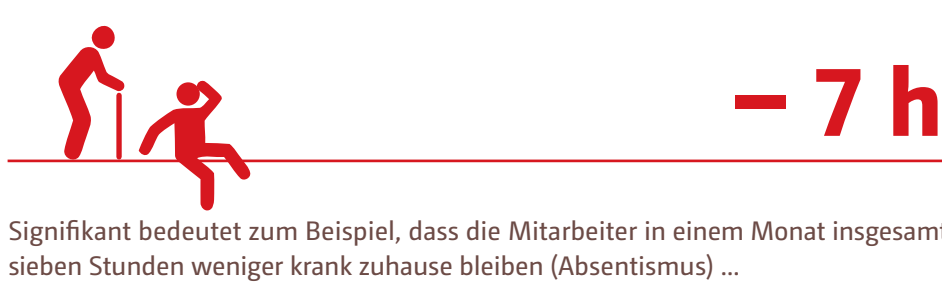 – 7 h
Signifikant bedeutet zum Beispiel, dass die Mitarbeiter in einem Monat insgesamt
sieben Stunden weniger krank zuhause bleiben (Absentismus) ...